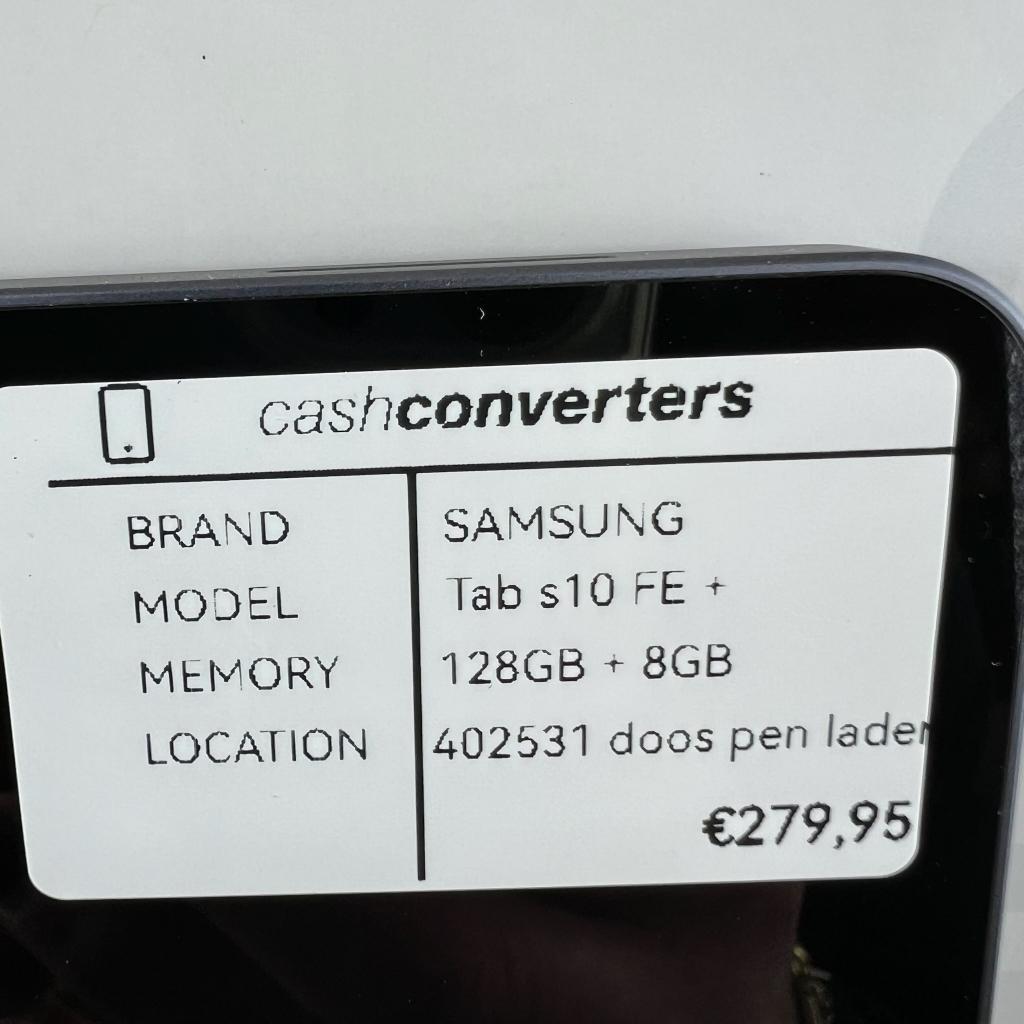 cashconverters
BRAND SAMSUNG
MODEL Tab s10 FE +
MEMORY 128GB + 8GB
LOCATION 402531 doos pen lader
€279,95